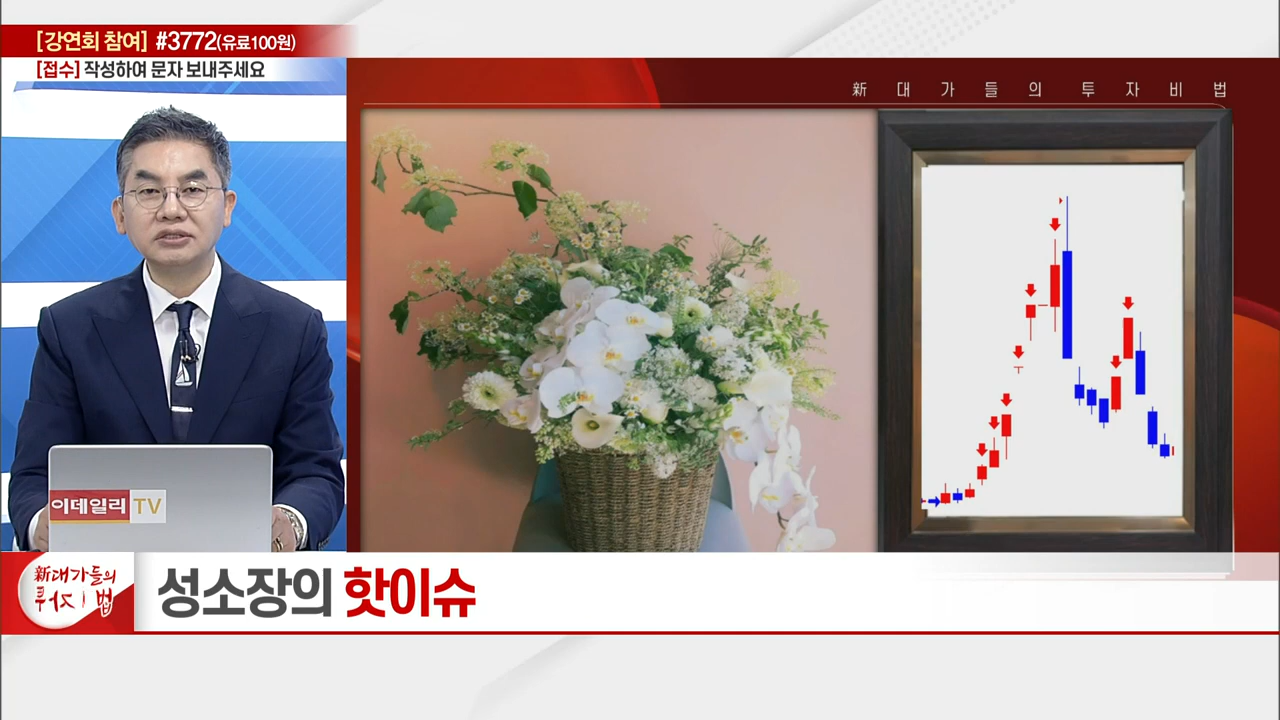 [강연회 참여] #3772(유료100원)
[접수] 작성하여 문자 보내주세요
新 대 가 들 의 투 자 비 법
이데일리 TV
新대가들의
투자비법
성소장의 핫이슈